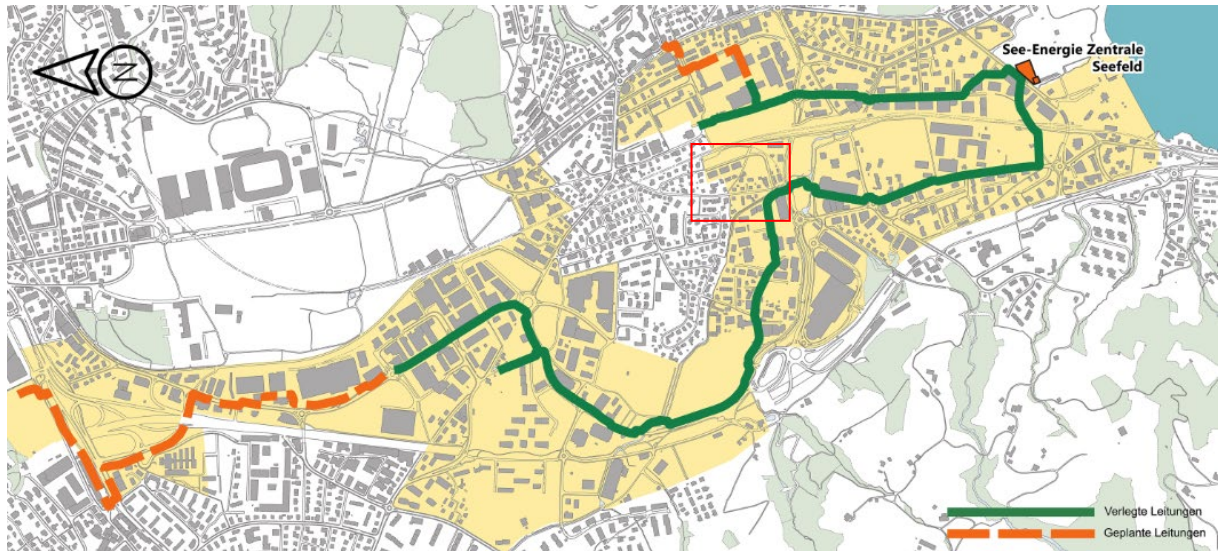 N
See-Energie Zentrale
Seefeld
Verlegte Leitungen
Geplante Leitungen